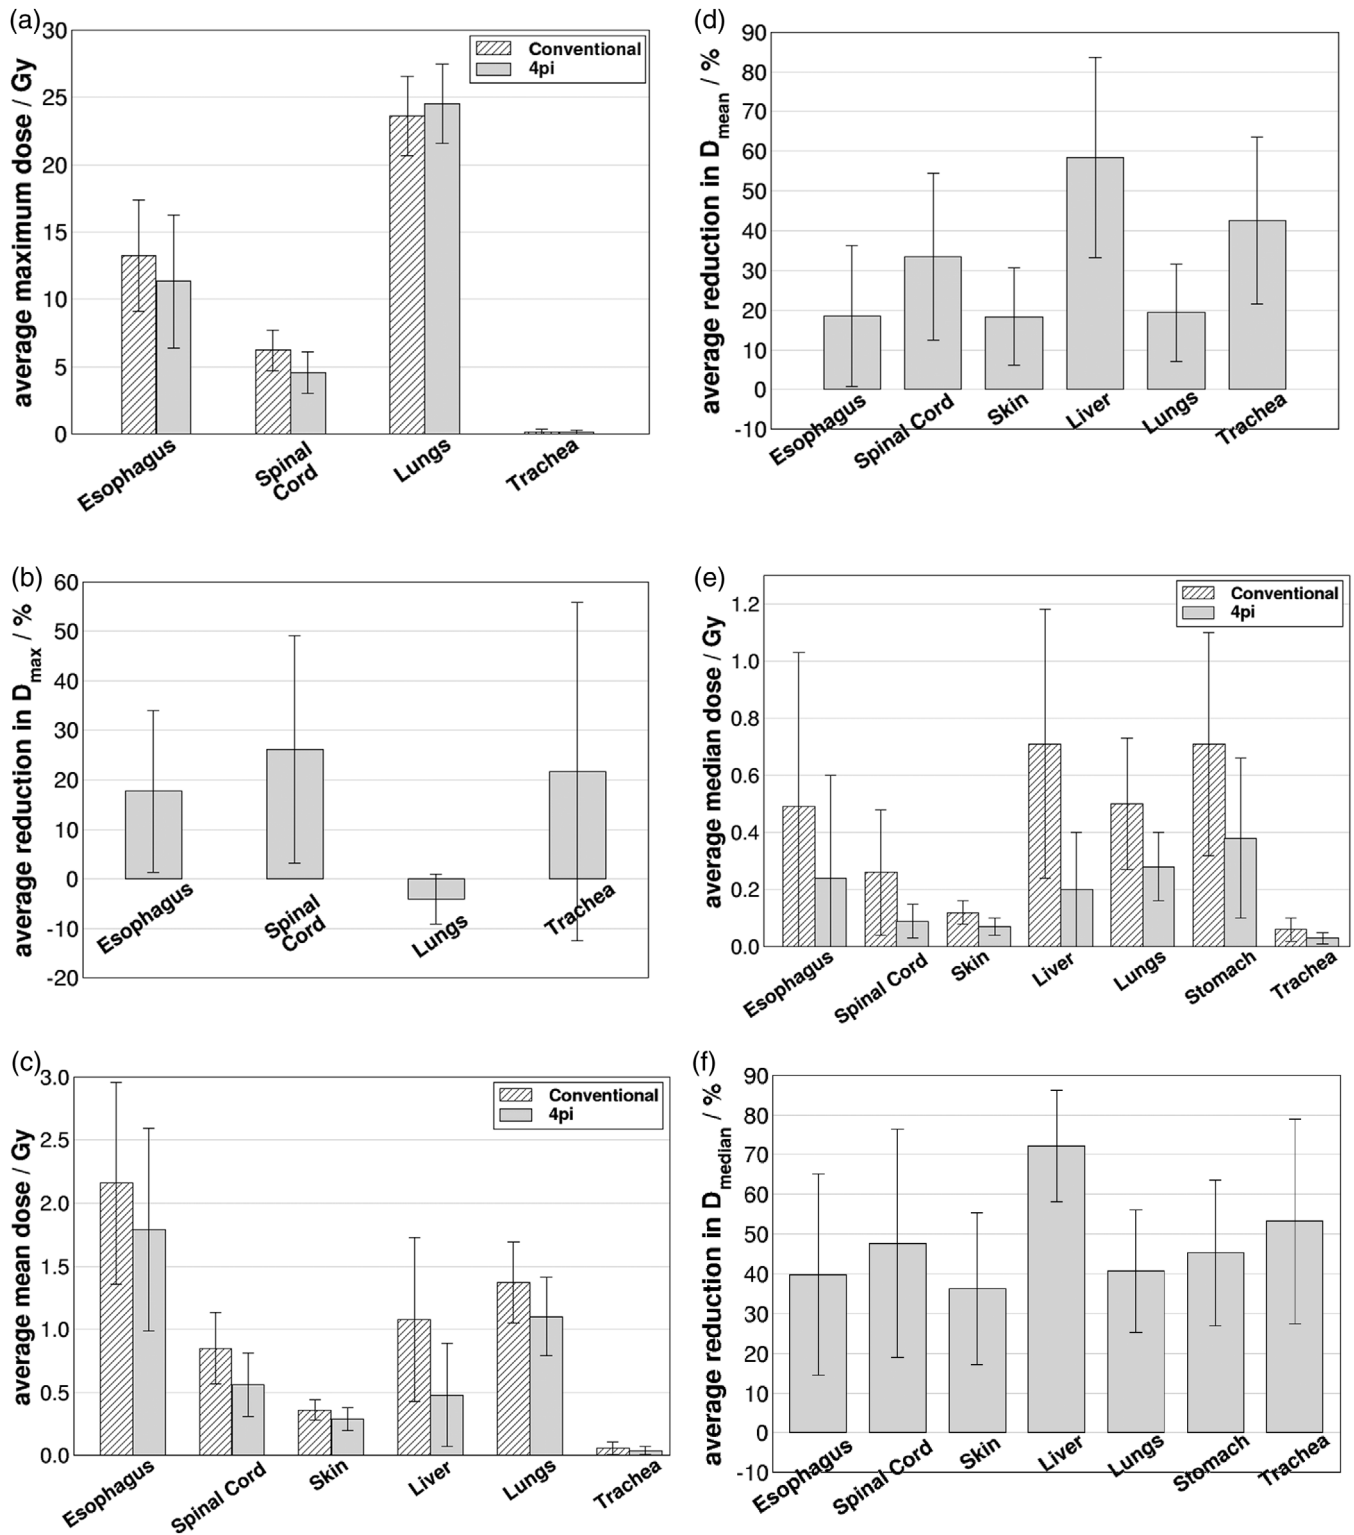 (a)
average maximum dose / Gy
30
25
20
15
10
5
0
Conventional
4pi
Esophagus
Spinal
Cord
Lungs
Trachea
(b)
average reduction in Dmax / %
60
50
40
30
20
10
0
-10
-20
Esophagus
Spinal
Cord
Lungs
Trachea
(c)
average mean dose / Gy
3.0
2.5
2.0
1.5
1.0
0.5
0.0
Conventional
4pi
Esophagus
Spinal Cord
Skin
Liver
Lungs
Trachea
(d)
average reduction in Dmean / %
90
80
70
60
50
40
30
20
10
0
-10
Esophagus
Spinal Cord
Skin
Liver
Lungs
Trachea
(e)
average median dose / Gy
1.2
1.0
0.8
0.6
0.4
0.2
0.0
Conventional
4pi
Esophagus
Spinal Cord
Skin
Liver
Lungs
Stomach
Trachea
(f)
average reduction in Dmedian / %
90
80
70
60
50
40
30
20
10
0
-10
Esophagus
Spinal Cord
Skin
Liver
Lungs
Stomach
Trachea